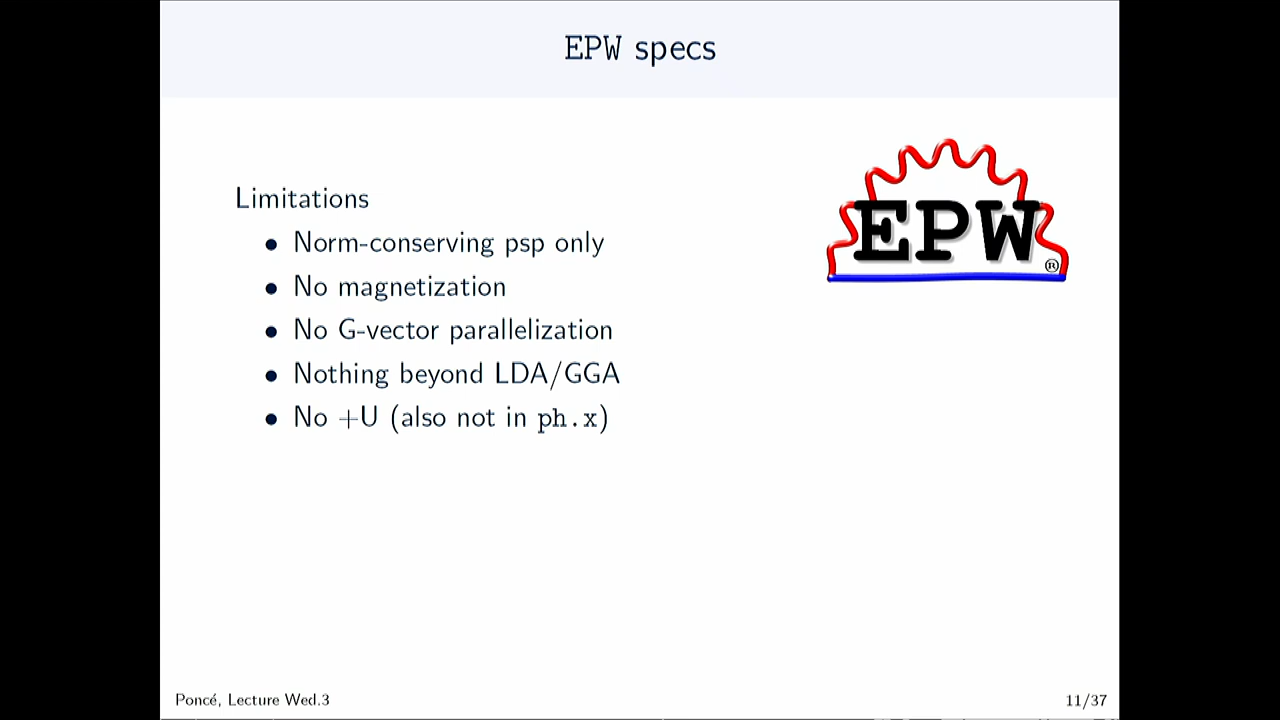 EPW specs
EPW
®
Limitations
• Norm-conserving psp only
• No magnetization
• No G-vector parallelization
• Nothing beyond LDA/GGA
• No +U (also not in ph.x)
Poncé, Lecture Wed.3
11/37